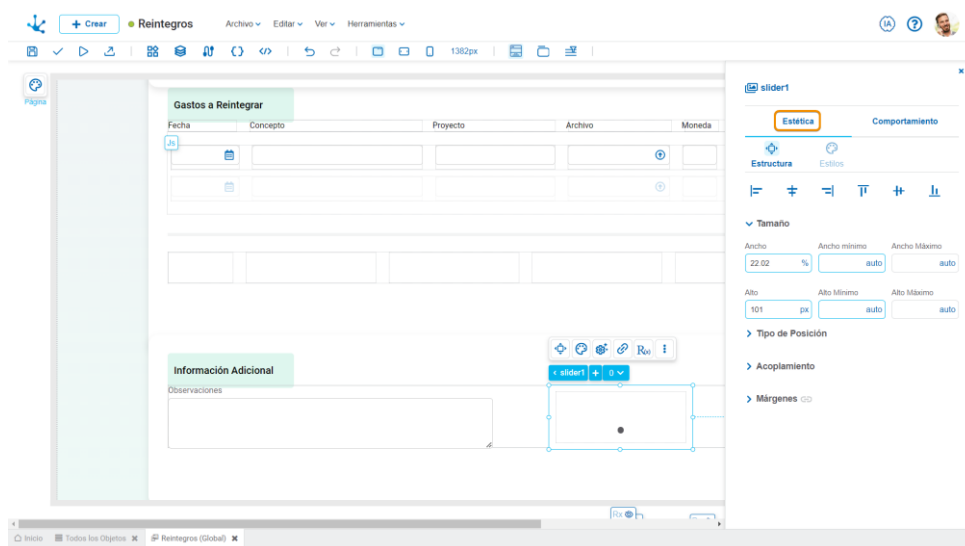 Crear
Reintegros
Archivo
Editar
Ver
Herramientas
(IA)
?
</>
1382px
Página
Gastos a Reintegrar
Fecha
Concepto
Proyecto
Archivo
Moneda
Js
slider1
Estética
Comportamiento
Estructura
Estilos
Tamaño
Ancho
Ancho mínimo
Ancho Máximo
22.02 %
auto
auto
Alto
Alto Mínimo
Alto Máximo
101 px
auto
auto
Tipo de Posición
Acoplamiento
Márgenes
R(x)
< slider1 + 0
Información Adicional
Observaciones
Rx
Inicio
Todos los Objetos
Reintegros (Global)